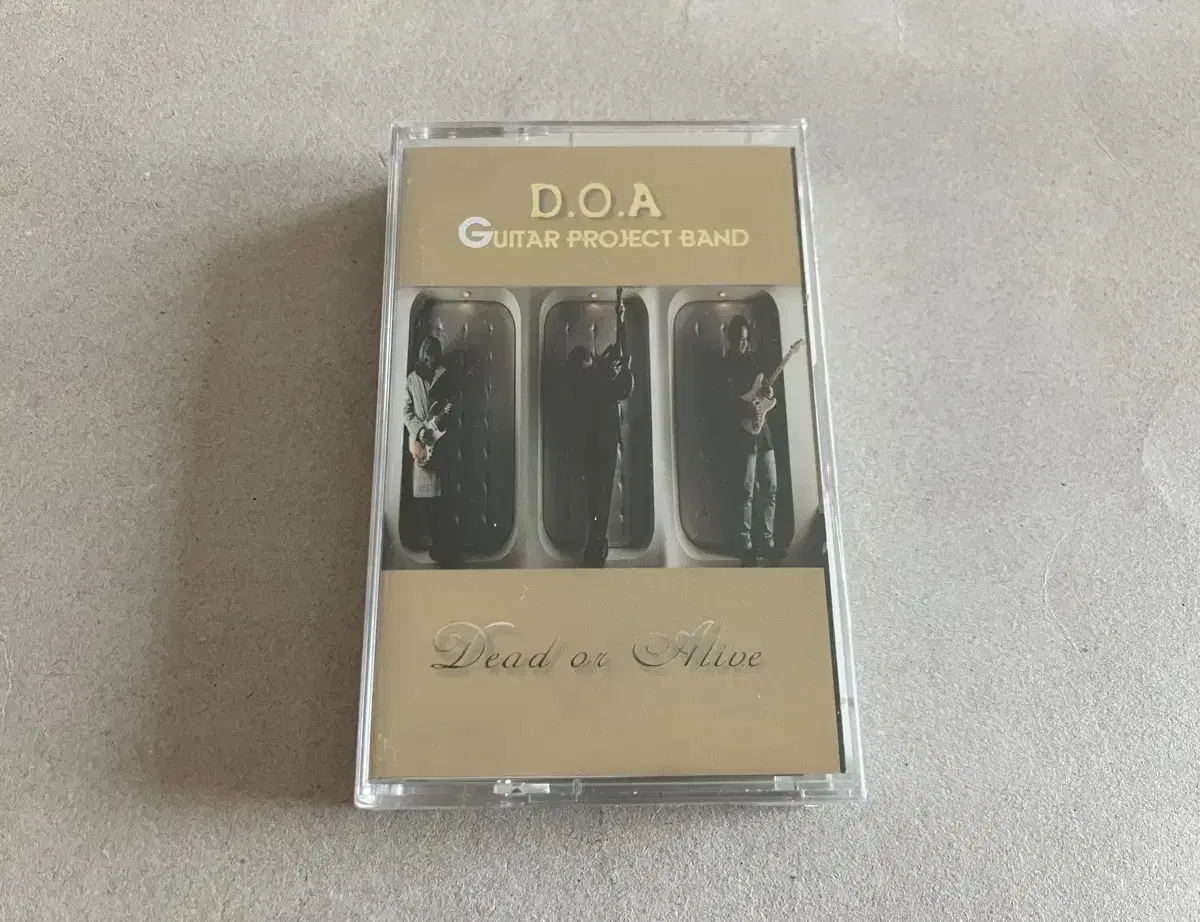 D.O.A
GUITAR PROJECT BAND
Dead or Alive